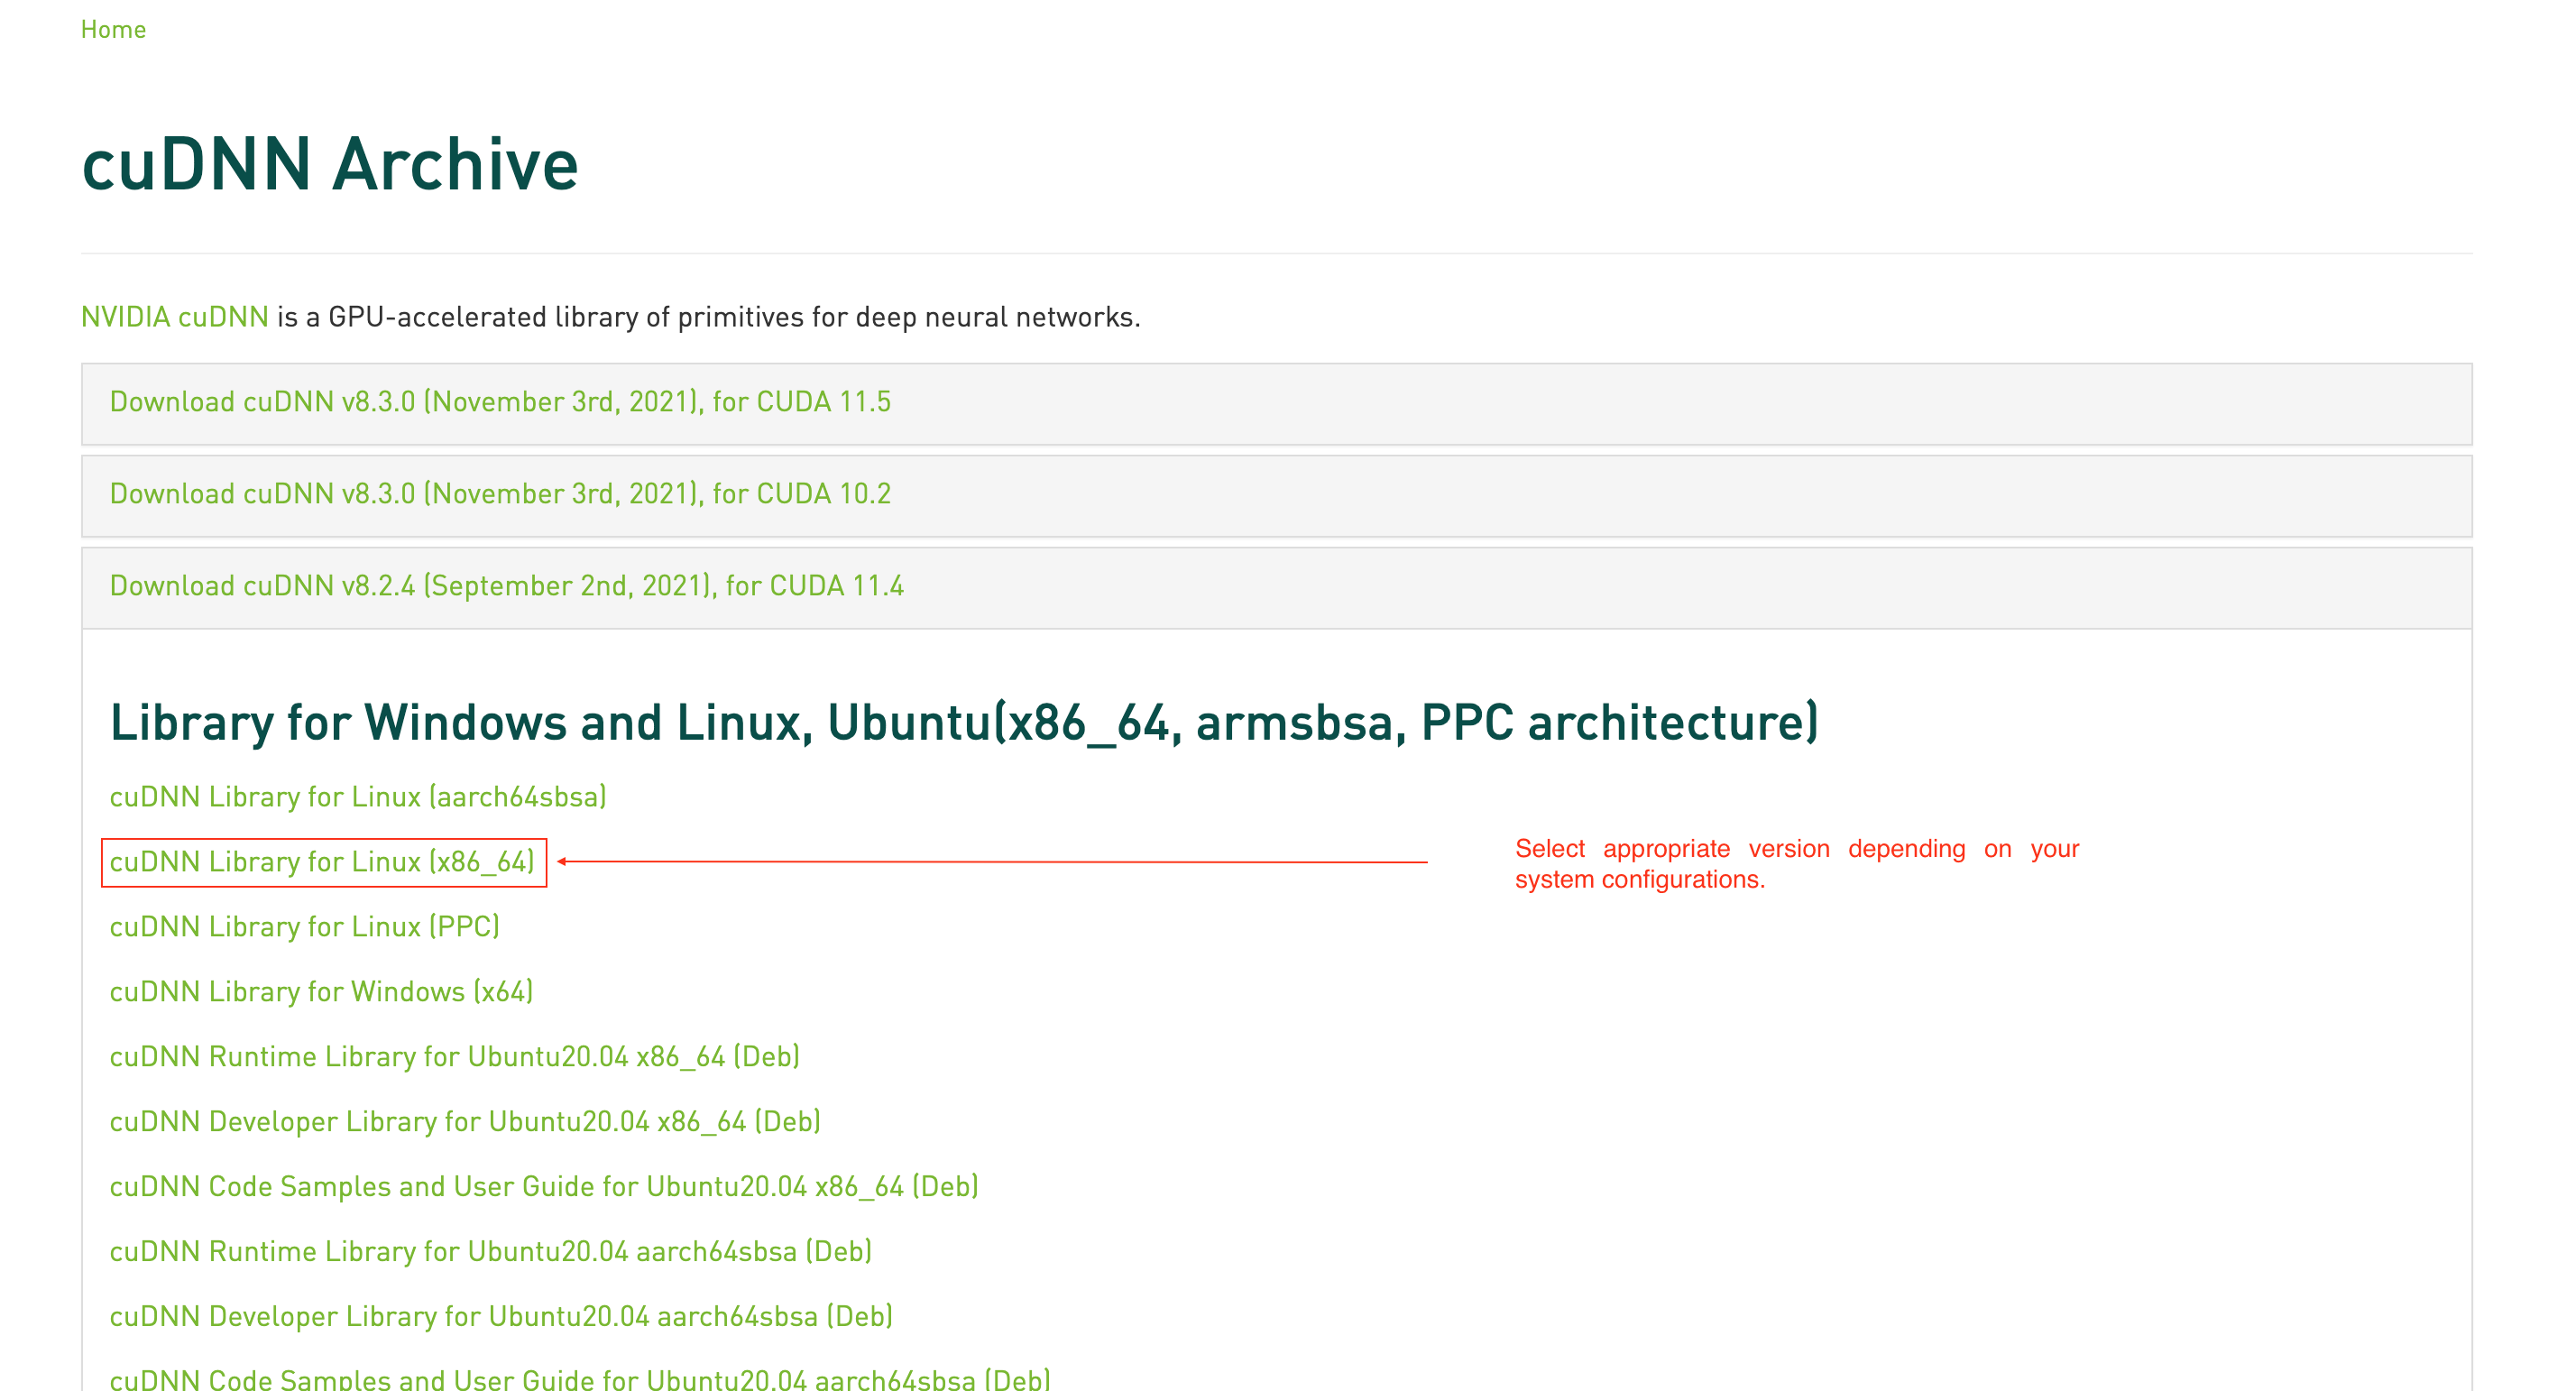 Home
cuDNN Archive
NVIDIA cuDNN is a GPU-accelerated library of primitives for deep neural networks.
Download cuDNN v8.3.0 (November 3rd, 2021), for CUDA 11.5
Download cuDNN v8.3.0 (November 3rd, 2021), for CUDA 10.2
Download cuDNN v8.2.4 (September 2nd, 2021), for CUDA 11.4
Library for Windows and Linux, Ubuntu(x86_64, armsbsa, PPC architecture)
cuDNN Library for Linux (aarch64sbsa)
cuDNN Library for Linux (x86_64)
Select appropriate version depending on your
system configurations.
cuDNN Library for Linux (PPC)
cuDNN Library for Windows (x64)
cuDNN Runtime Library for Ubuntu20.04 x86_64 (Deb)
cuDNN Developer Library for Ubuntu20.04 x86_64 (Deb)
cuDNN Code Samples and User Guide for Ubuntu20.04 x86_64 (Deb)
cuDNN Runtime Library for Ubuntu20.04 aarch64sbsa (Deb)
cuDNN Developer Library for Ubuntu20.04 aarch64sbsa (Deb)
cuDNN Code Samples and User Guide for Ubuntu20.04 aarch64sbsa (Deb)